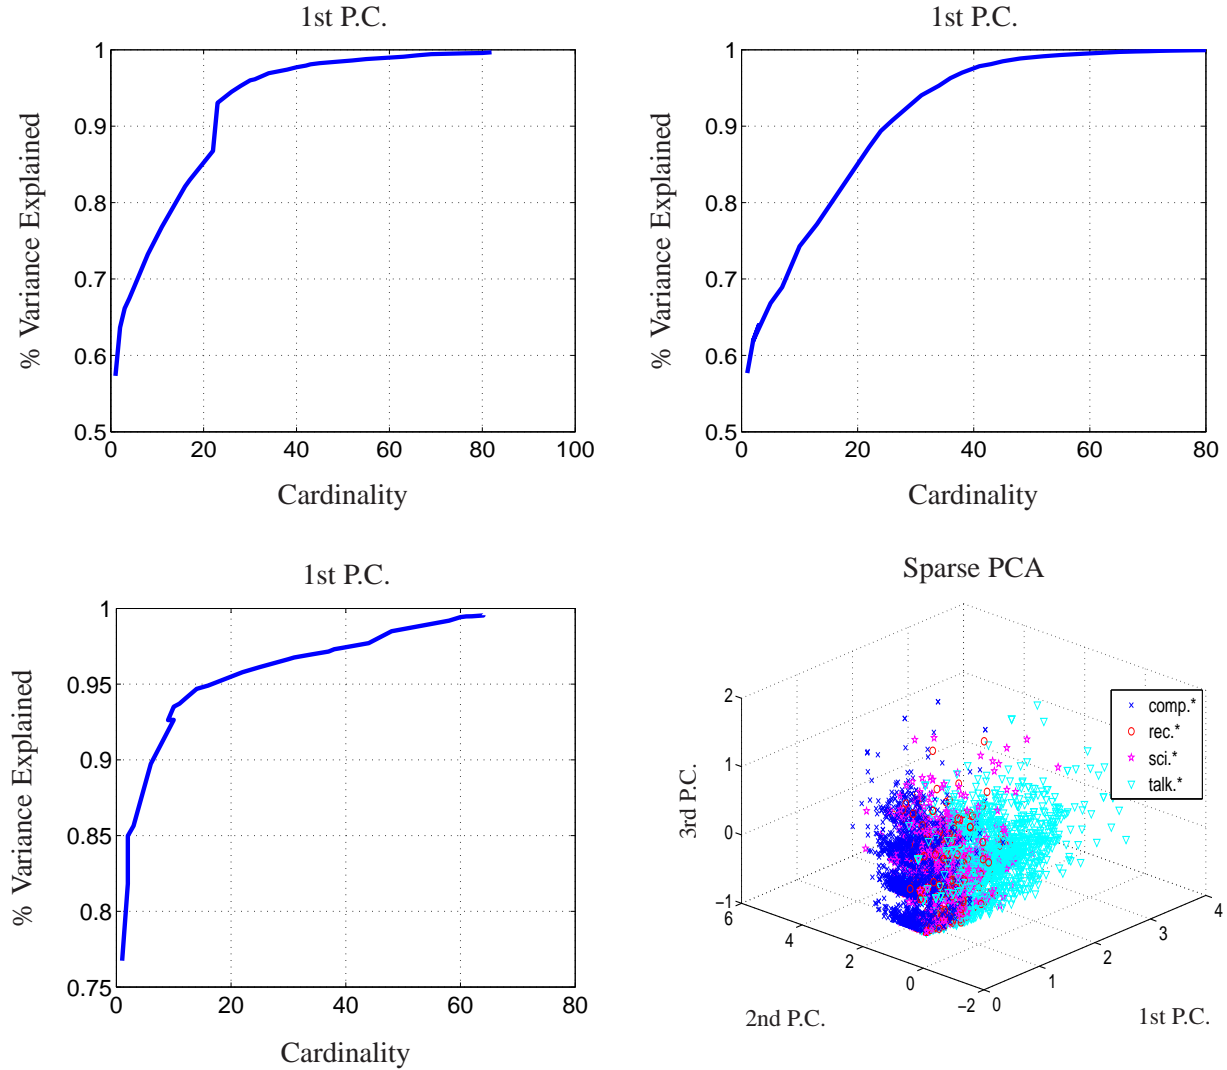 1st P.C.
1
0.9
0.8
0.7
0.6
0.5
0 20 40 60 80 100
% Variance Explained
Cardinality
1st P.C.
1
0.9
0.8
0.7
0.6
0.5
0 20 40 60 80
% Variance Explained
Cardinality
1st P.C.
1
0.95
0.9
0.85
0.8
0.75
0 20 40 60 80
% Variance Explained
Cardinality
Sparse PCA
comp.*
rec.*
sci.*
talk.*
2
1
0
−1
3rd P.C.
6
4
2
0
−2
2nd P.C.
0
1
2
3
4
1st P.C.